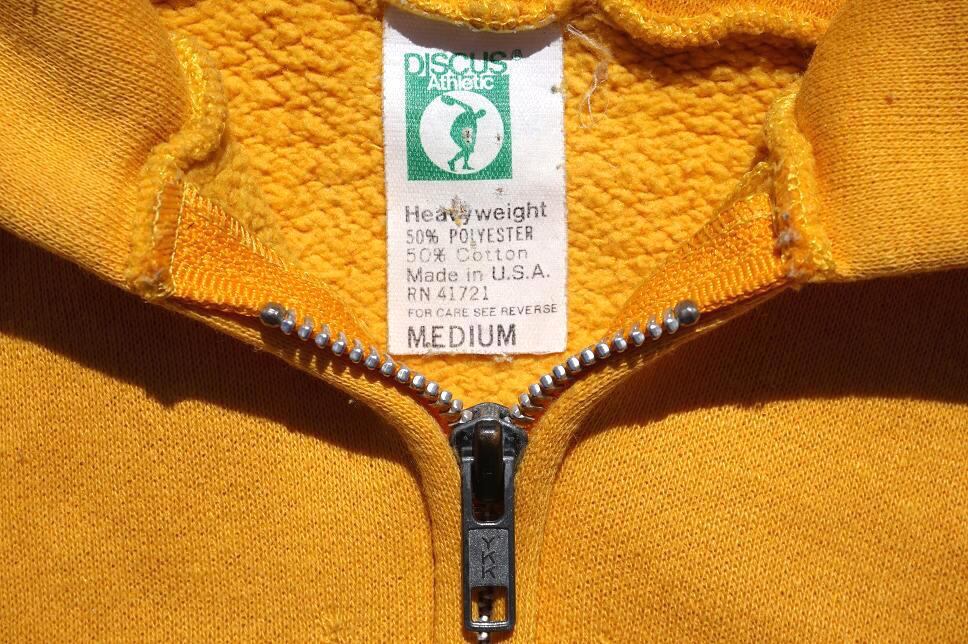 DISCUS®
Athletic
Heavyweight
50% POLYESTER
50% Cotton
Made in U.S.A.
RN 41721
FOR CARE SEE REVERSE
MEDIUM
YKK